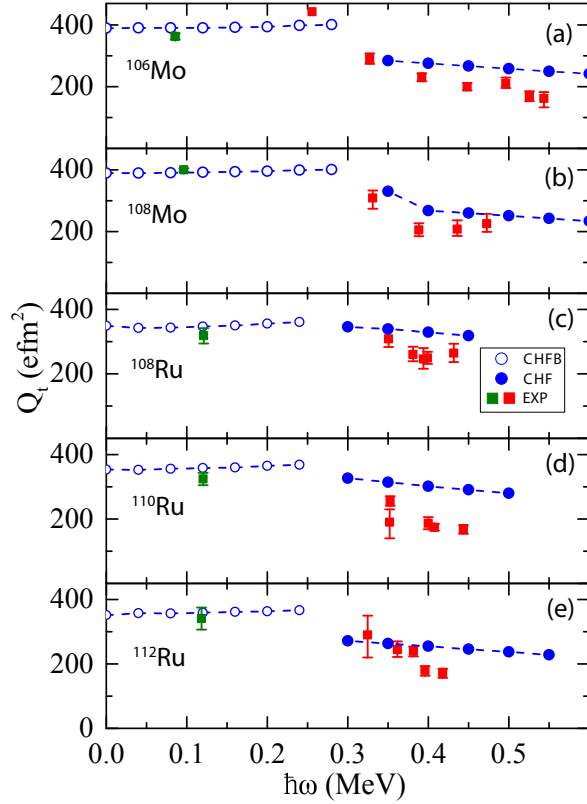 400
200
106Mo
(a)
400
200
108Mo
(b)
400
200
108Ru
(c)
CHFB
CHF
EXP
Qt (efm2)
400
200
110Ru
(d)
400
200
0
112Ru
(e)
0.0 0.1 0.2 0.3 0.4 0.5
ħω (MeV)